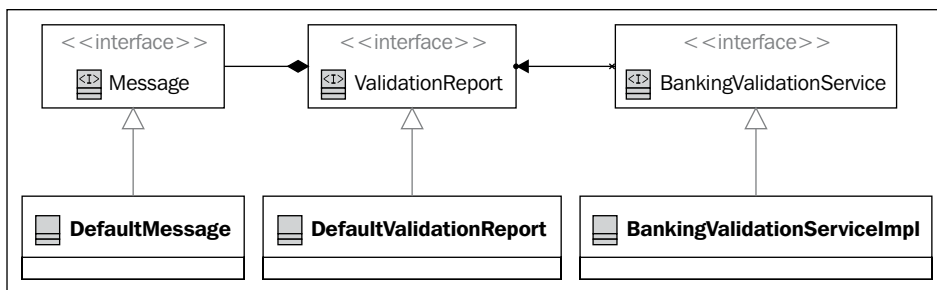 <<interface>> <<interface>> <<interface>>
<I> Message <I> ValidationReport <I> BankingValidationService
DefaultMessage DefaultValidationReport BankingValidationServiceImpl